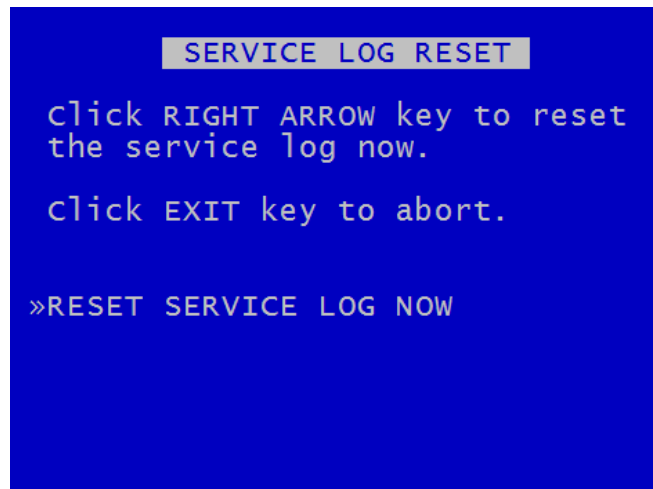 SERVICE LOG RESET
Click RIGHT ARROW key to reset
the service log now.
Click EXIT key to abort.
»RESET SERVICE LOG NOW